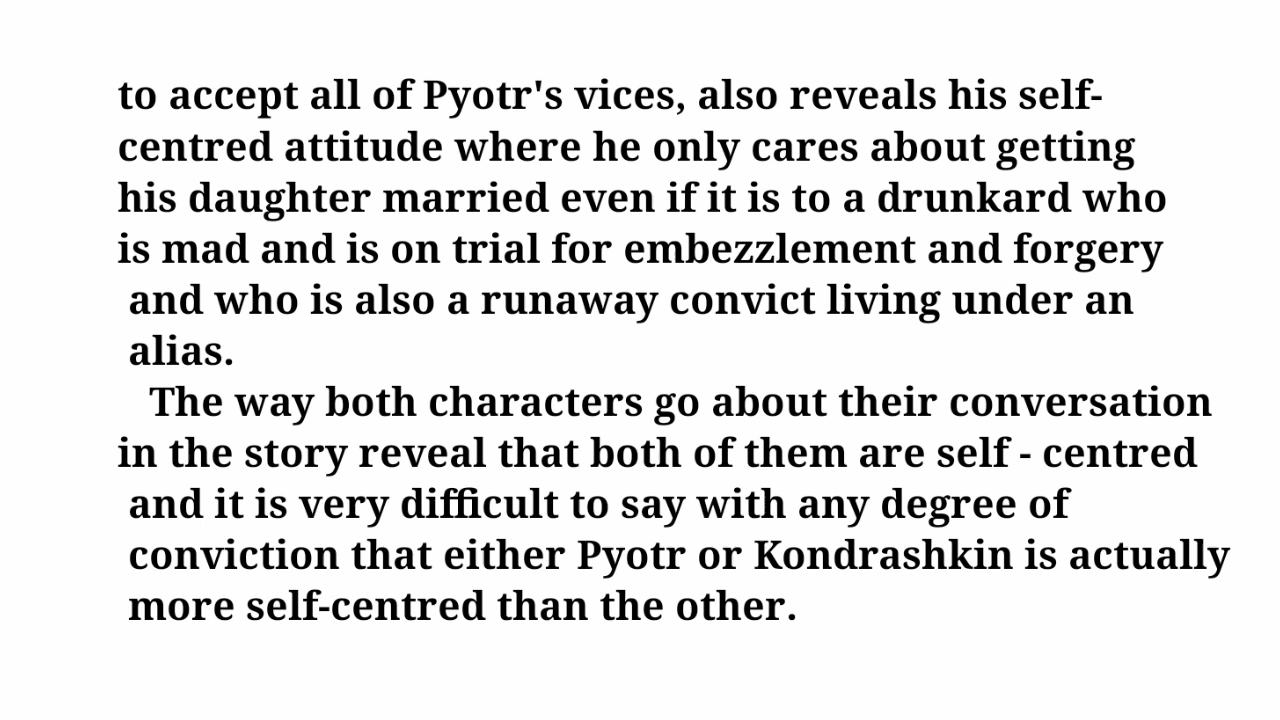 to accept all of Pyotr's vices, also reveals his self-
centred attitude where he only cares about getting
his daughter married even if it is to a drunkard who
is mad and is on trial for embezzlement and forgery
and who is also a runaway convict living under an
alias.
The way both characters go about their conversation
in the story reveal that both of them are self - centred
and it is very difficult to say with any degree of
conviction that either Pyotr or Kondrashkin is actually
more self-centred than the other.